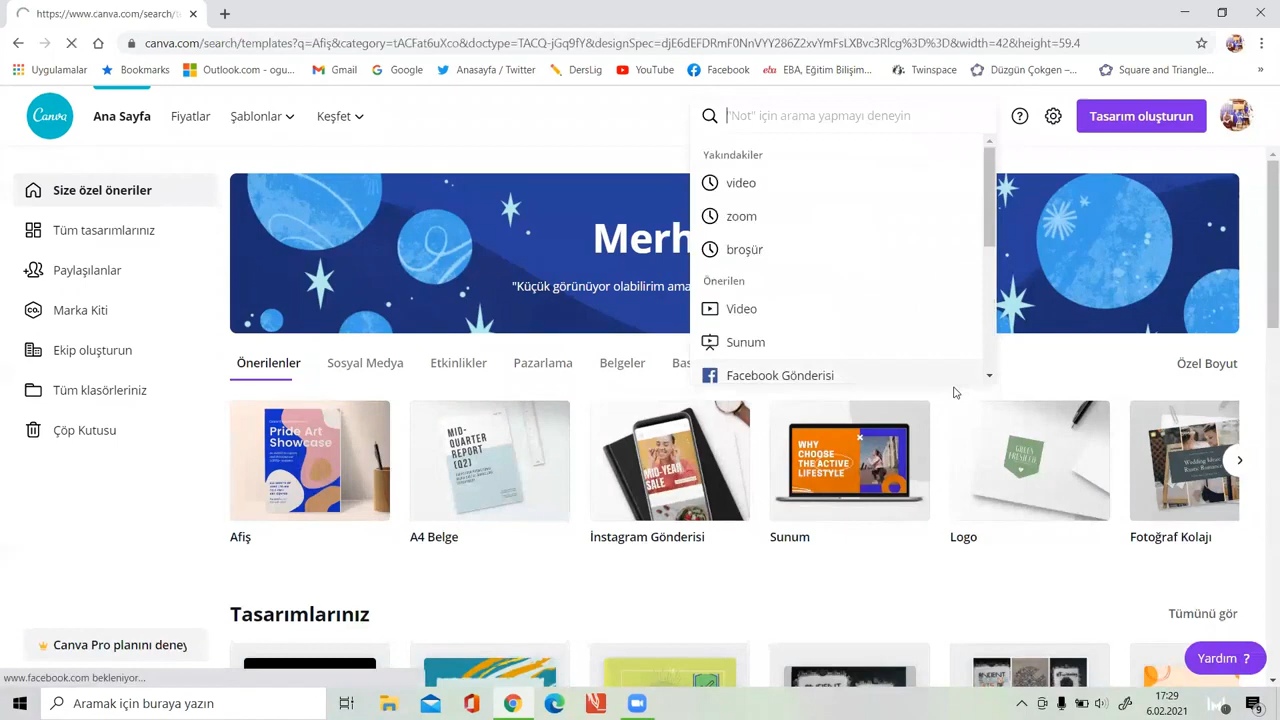 https://www.canva.com/search/t
canva.com/search/templates?q=Afiş&category=tACFat6uXco&doctype=TACQ-jGq9fY&designSpec=djE6dEFDRmF0NnVYY286Z2xvYmFsLXBvc3Rlcg%3D%3D&width=42&height=59.4
Uygulamalar Bookmarks Outlook.com - ogu... Gmail Google Anasayfa / Twitter DersLig YouTube Facebook eba EBA, Eğitim Bilişim... Twinspace Düzgün Çokgen –... Square and Triangle... »
Canva Ana Sayfa Fiyatlar Şablonlar Keşfet "Not" için arama yapmayı deneyin Tasarım oluşturun
Yakındakiler
video
zoom
broşür
Önerilen
Video
Sunum
Facebook Gönderisi
Size özel öneriler
Tüm tasarımlarınız
Paylaşılanlar
Marka Kiti
Ekip oluşturun
Tüm klasörleriniz
Çöp Kutusu
Merh
"Küçük görünüyor olabilirim ama
Önerilenler Sosyal Medya Etkinlikler Pazarlama Belgeler Bas Özel Boyut
Pride Art
Showcase
MID-
QUARTER
REPORT
(Q2)
MID-YEAR
SALE
WHY
CHOOSE
THE ACTIVE
LIFESTYLE
GREEN
Afiş A4 Belge İnstagram Gönderisi Sunum Logo Fotoğraf Kolajı
Tasarımlarınız Tümünü gör
Canva Pro planını deney
Yardım ?
www.facebook.com bekleniyor...
Aramak için buraya yazın
17:29
6.02.2021
9